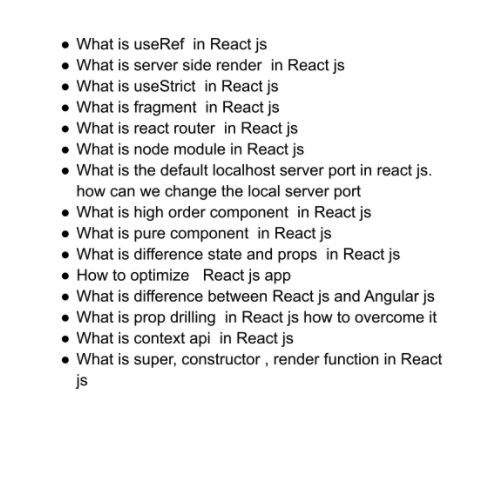 ● What is useRef  in React js
● What is server side render  in React js
● What is useStrict  in React js
● What is fragment  in React js
● What is react router  in React js
● What is node module in React js
● What is the default localhost server port in react js.
how can we change the local server port
● What is high order component  in React js
● What is pure component  in React js
● What is difference state and props  in React js
● How to optimize   React js app
● What is difference between React js and Angular js
● What is prop drilling  in React js how to overcome it
● What is context api  in React js
● What is super, constructor , render function in React
js